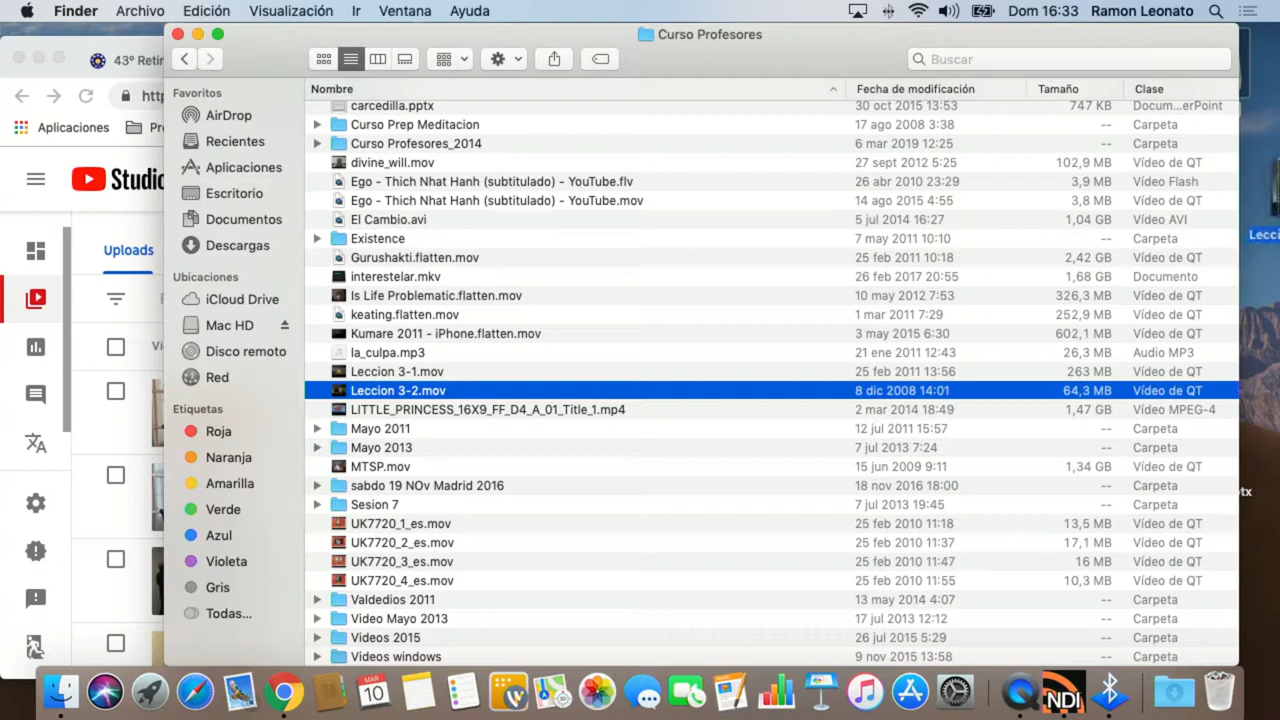 Finder Archivo Edición Visualización Ir Ventana Ayuda Dom 16:33 Ramon Leonato
Curso Profesores
43º Retir
Buscar
http
Aplicaciones Pr
Studio
Uploads
Favoritos
AirDrop
Recientes
Aplicaciones
Escritorio
Documentos
Descargas
Ubicaciones
iCloud Drive
Mac HD
Disco remoto
Red
Etiquetas
Roja
Naranja
Amarilla
Verde
Azul
Violeta
Gris
Todas...
Nombre Fecha de modificación Tamaño Clase
carcedilla.pptx 30 oct 2015 13:53 747 KB Docum...erPoint
Curso Prep Meditacion 17 ago 2008 3:38 -- Carpeta
Curso Profesores_2014 6 mar 2019 12:25 -- Carpeta
divine_will.mov 27 sept 2012 5:25 102,9 MB Vídeo de QT
Ego - Thich Nhat Hanh (subtitulado) - YouTube.flv 26 abr 2010 23:29 3,9 MB Vídeo Flash
Ego - Thich Nhat Hanh (subtitulado) - YouTube.mov 14 ago 2015 4:55 3,8 MB Vídeo de QT
El Cambio.avi 5 jul 2014 16:27 1,04 GB Vídeo AVI
Existence 7 may 2011 10:10 -- Carpeta
Gurushakti.flatten.mov 25 feb 2011 10:18 2,42 GB Vídeo de QT
interestelar.mkv 26 feb 2017 20:55 1,68 GB Documento
Is Life Problematic.flatten.mov 10 may 2012 7:53 326,3 MB Vídeo de QT
keating.flatten.mov 1 mar 2011 7:29 252,9 MB Vídeo de QT
Kumare 2011 - iPhone.flatten.mov 3 may 2015 6:30 602,1 MB Vídeo de QT
la_culpa.mp3 21 ene 2011 12:43 26,3 MB Audio MP3
Leccion 3-1.mov 25 feb 2011 13:56 263 MB Vídeo de QT
Leccion 3-2.mov 8 dic 2008 14:01 64,3 MB Vídeo de QT
LITTLE_PRINCESS_16X9_FF_D4_A_01_Title_1.mp4 2 mar 2014 18:49 1,47 GB Vídeo MPEG-4
Mayo 2011 12 jul 2011 15:57 -- Carpeta
Mayo 2013 7 jul 2013 7:24 -- Carpeta
MTSP.mov 15 jun 2009 9:11 1,34 GB Vídeo de QT
sabdo 19 NOv Madrid 2016 18 nov 2016 18:00 -- Carpeta
Sesion 7 7 jul 2013 19:45 -- Carpeta
UK7720_1_es.mov 25 feb 2010 11:18 13,5 MB Vídeo de QT
UK7720_2_es.mov 25 feb 2010 11:37 17,1 MB Vídeo de QT
UK7720_3_es.mov 25 feb 2010 11:55 16 MB Vídeo de QT
UK7720_4_es.mov 25 feb 2010 11:55 10,3 MB Vídeo de QT
Valdedios 2011 13 may 2014 4:07 -- Carpeta
Video Mayo 2013 17 jul 2013 12:12 -- Carpeta
Videos 2015 26 jul 2015 5:29 -- Carpeta
Videos windows 9 nov 2015 13:58 -- Carpeta
Lecci
tx
MAR
10
NDI